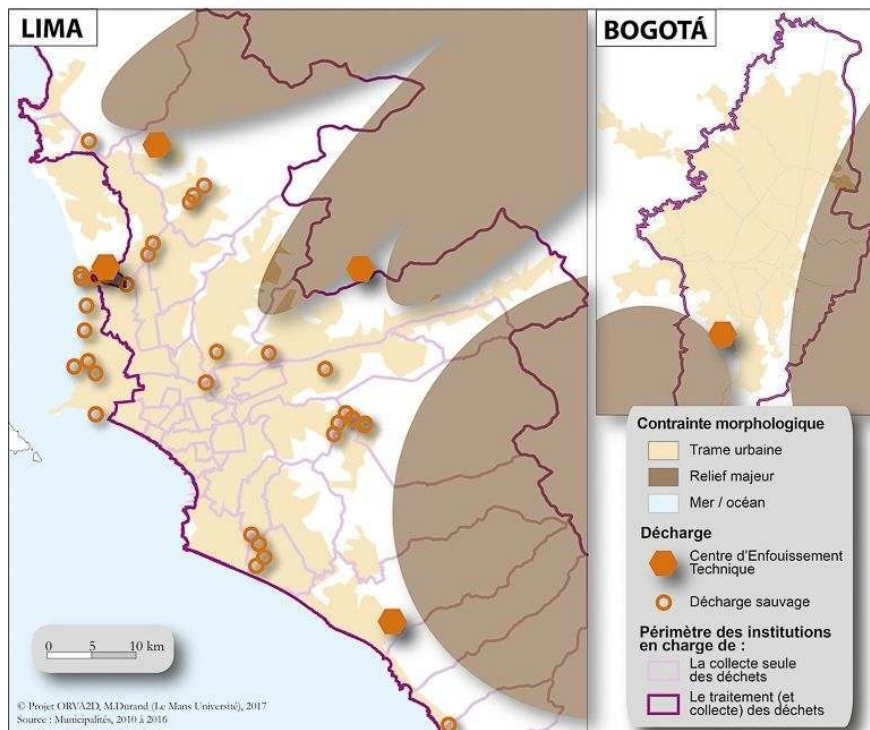 LIMA
BOGOTÁ
Contrainte morphologique
Trame urbaine
Relief majeur
Mer / océan
Décharge
Centre d'Enfouissement
Technique
Décharge sauvage
Périmètre des institutions
en charge de :
La collecte seule
des déchets
Le traitement (et
collecte) des déchets
0 5 10 km
© Projet ORVA2D, M.Durand (Le Mans Université), 2017
Source : Municipalités, 2010 à 2016